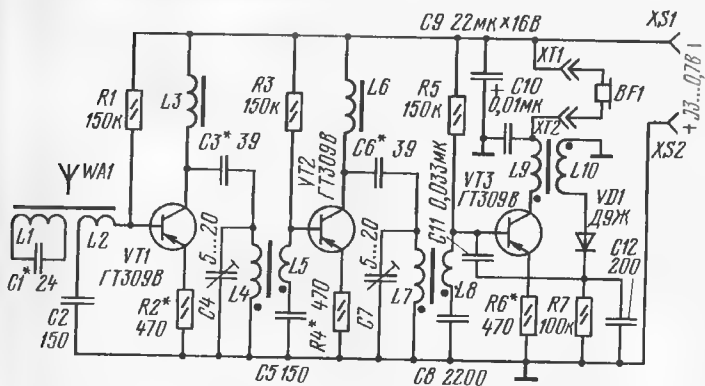 C9 22мк×16В
XS1
XT1
BF1
+ 0,3...0,7В −
XS2
R1
150к
L3
R3
150к
L6
R5
150к
C10
0,01мк
XT2
C3* 39
C6* 39
WA1
L1
C1* 24
L2
VT1
ГТ309В
VT2
ГТ309В
VT3
ГТ309В
L9
L10
VD1
Д9Ж
C11 0,033мк
C4
5...20
L4
L5
C7
5...20
L7
L8
C12
200
C2
150
R2*
470
R4* 470
R6*
470
R7
100к
C5 150
C8 2200